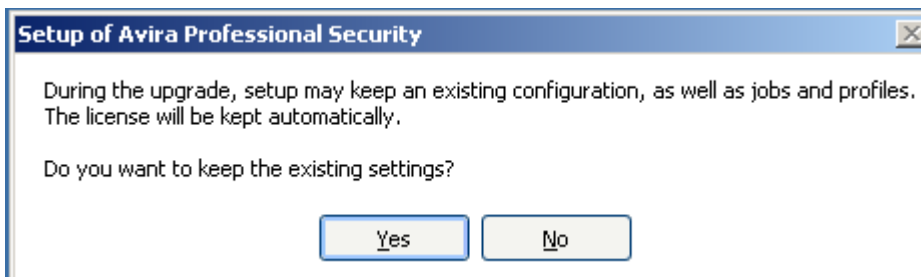 Setup of Avira Professional Security
During the upgrade, setup may keep an existing configuration, as well as jobs and profiles.
The license will be kept automatically.
Do you want to keep the existing settings?
Yes
No